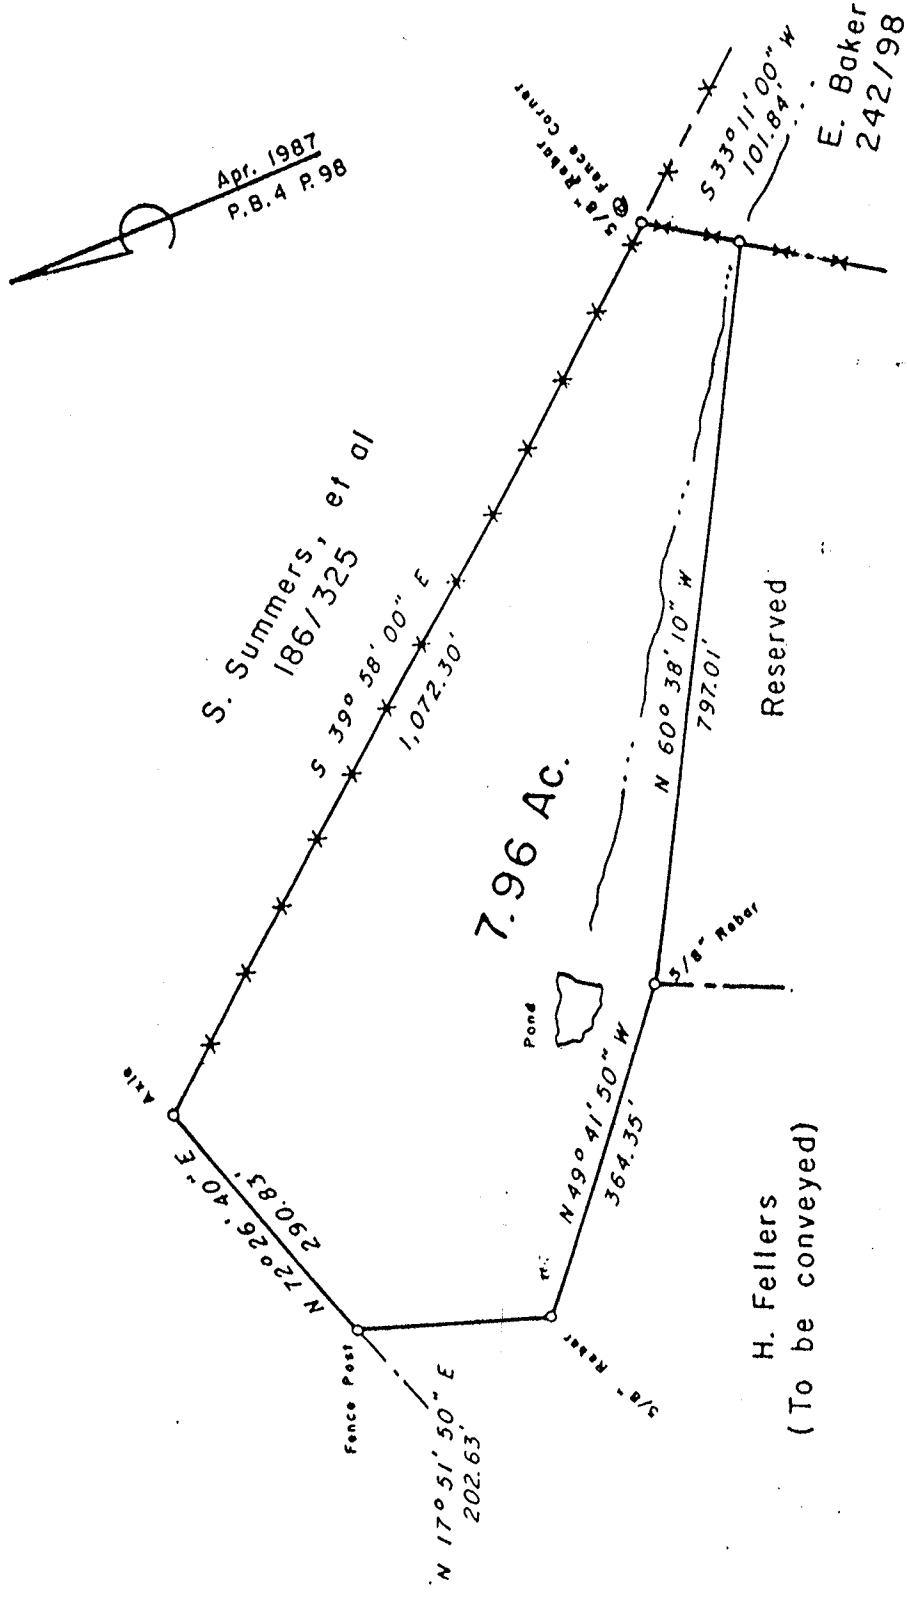 Apr. 1987
P.B.4 P.98
5/8" Rebar
@ Fence Corner
S 33° 11' 00" W
101.84'
E. Baker
242/98
S. Summers, et al
186/325
S 39° 58' 00" E
1,072.30'
7.96 Ac.
N 60° 38' 10" W
797.01'
Reserved
Axle
N 72° 26' 40" E
290.83'
Pond
5/8" Rebar
N 49° 41' 50" W
364.35'
Fence Post
5/8" Rebar
N 17° 51' 50" E
202.63'
H. Fellers
(To be conveyed)